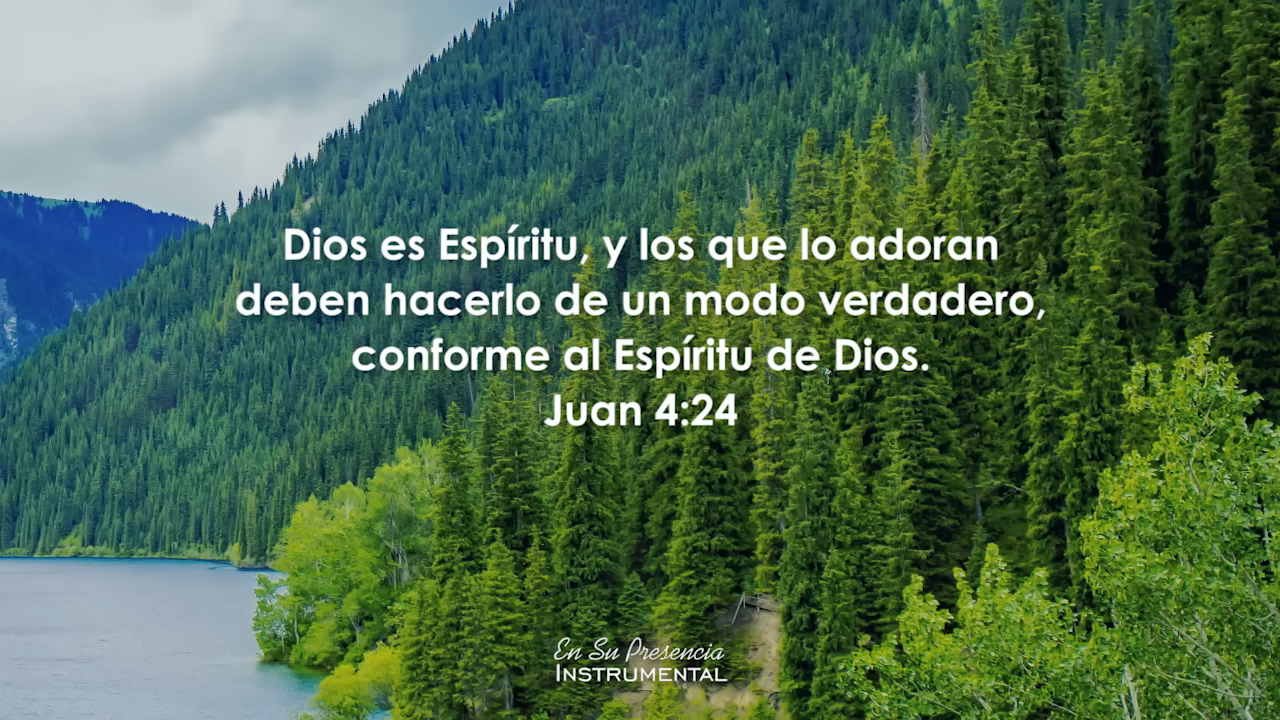 Dios es Espíritu, y los que lo adoran
deben hacerlo de un modo verdadero,
conforme al Espíritu de Dios.
Juan 4:24
En Su Presencia
INSTRUMENTAL